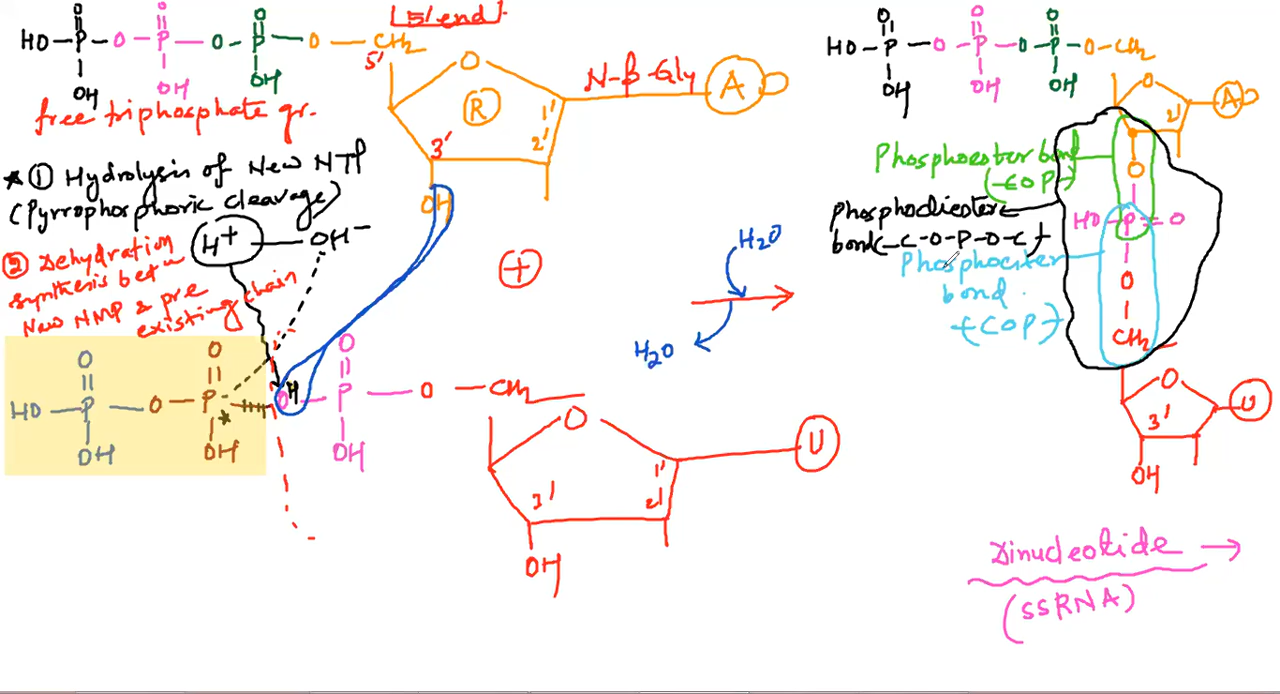 [5' end]
HO-P-O-P-O-P-O-CH2
O O O
OH OH OH
5'
free triphosphate gr.
O
R
1'
2'
3'
N-β-Gly
A
OH
* ① Hydrolysis of New NTP
(Pyrrophosphoric cleavage)
H+ OH-
② Dehydration
synthesis betn
New NMP & pre
existing chain
+
H2O
H2O
O O H O
HO-P-O-P-O-P-O-CH2
OH * OH OH
O
1'
2'
3'
U
OH
O O O
HO-P-O-P-O-P-O-CH2
OH OH OH
O
2'
A
Phosphoester bond
(-COP-)
O
Phosphodiester
bond(-C-O-P-O-C-)
HO-P=O
Phosphoester
bond.
(-COP-)
O
CH2
O
U
3'
OH
Dinucleotide →
(SSRNA)